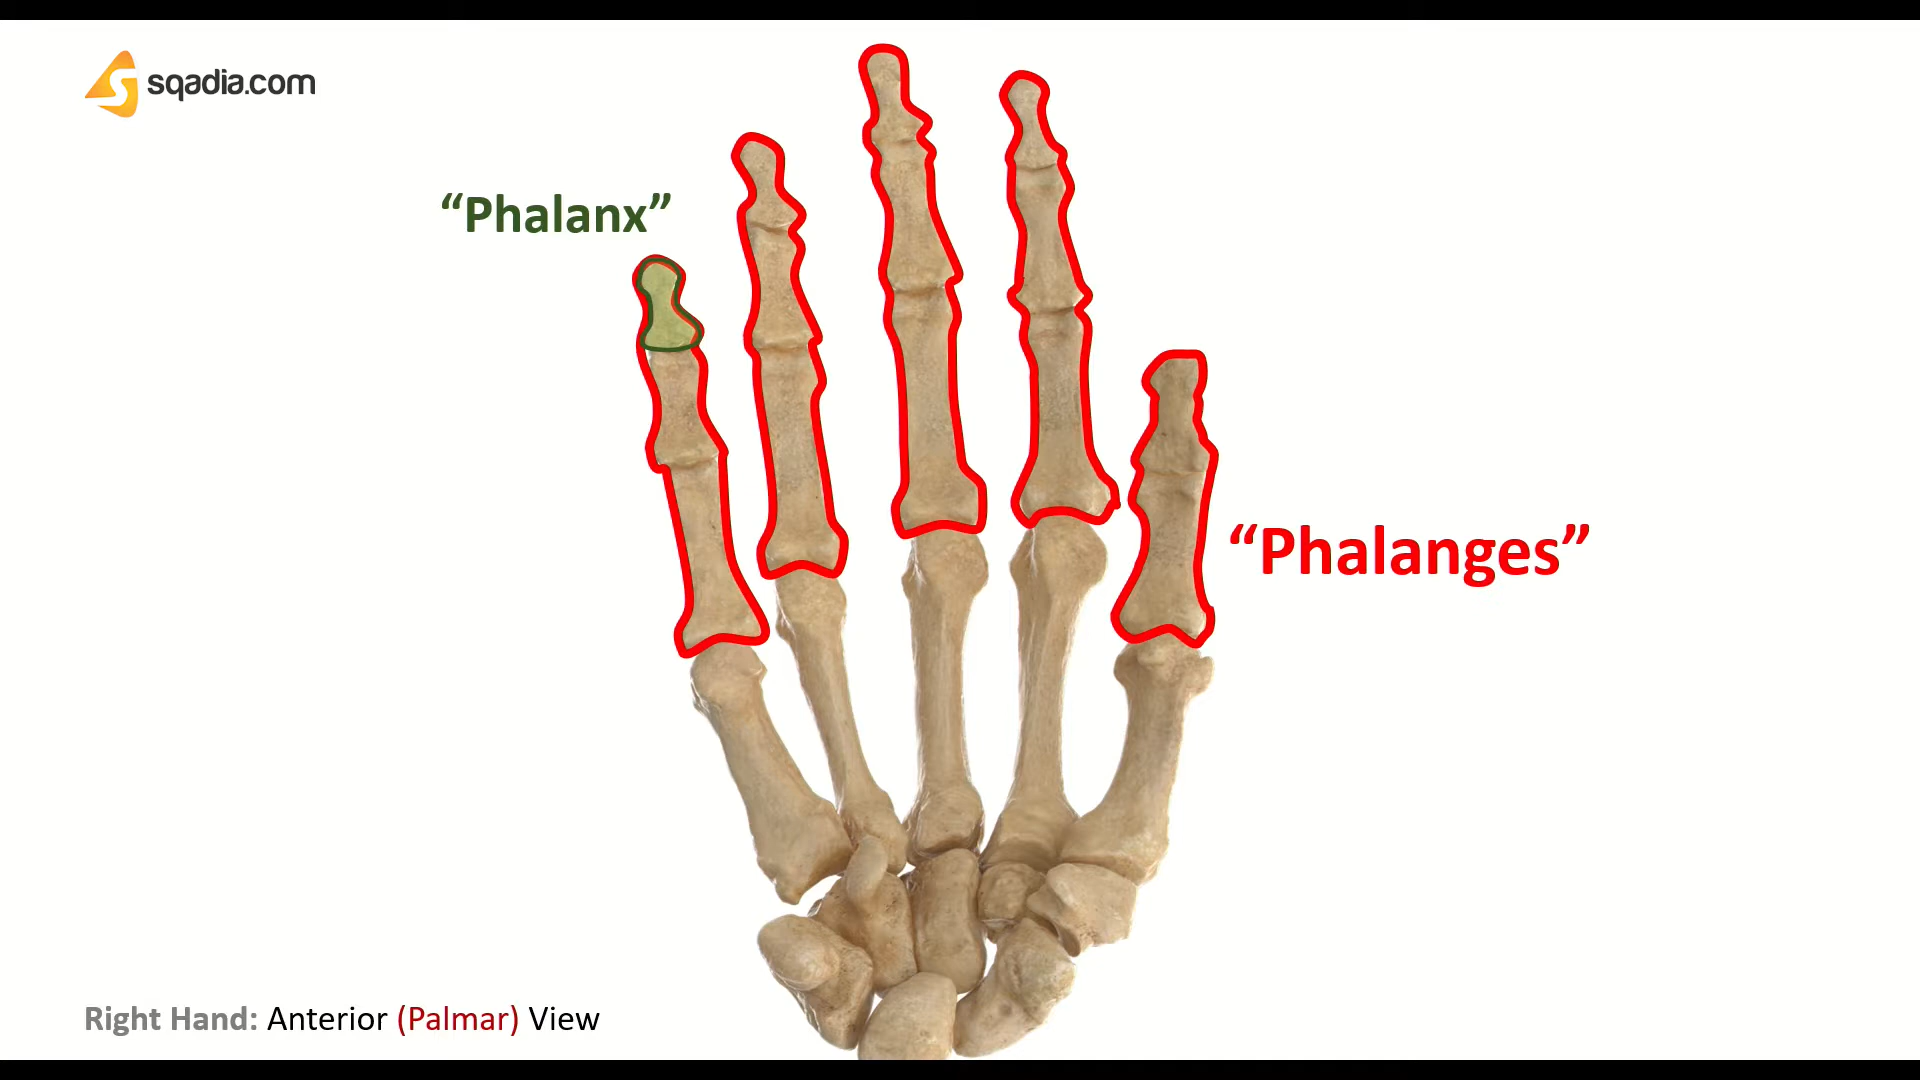 sqadia.com
“Phalanx”
“Phalanges”
Right Hand: Anterior (Palmar) View